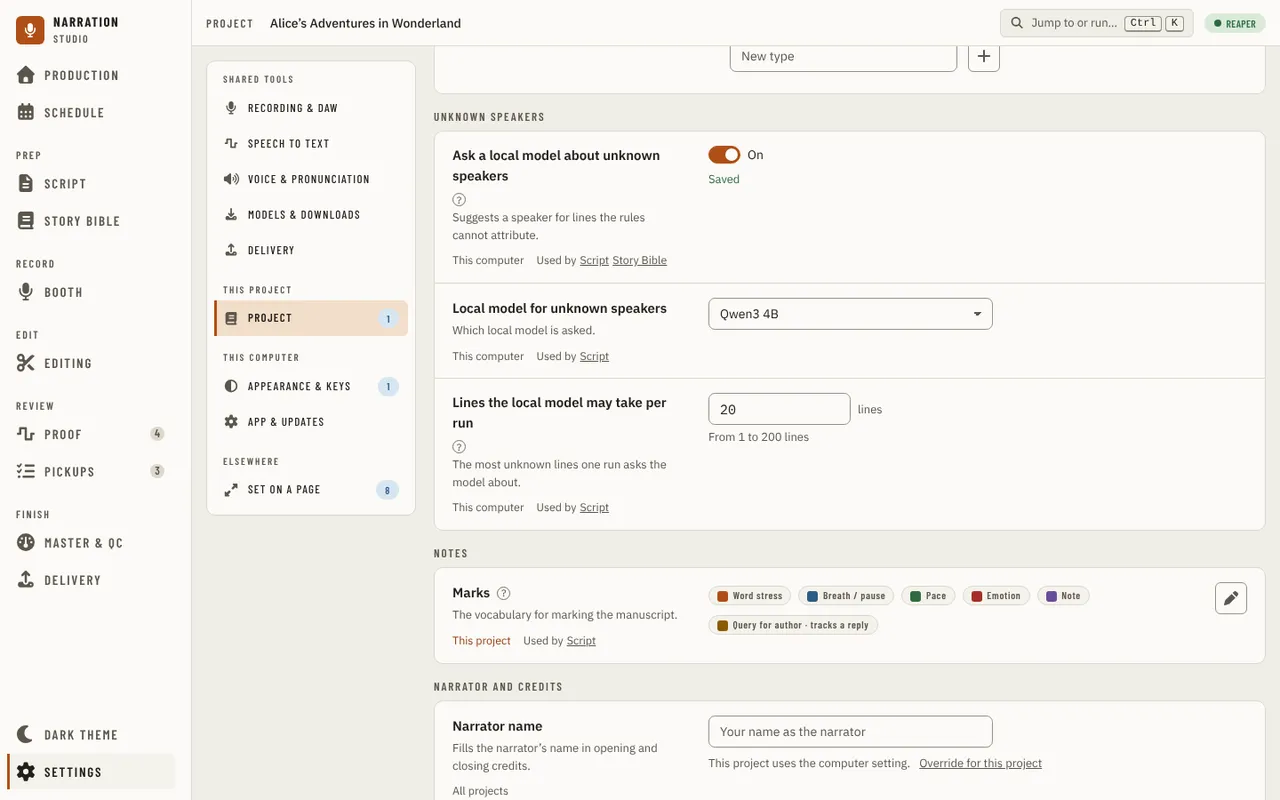 NARRATION
STUDIO
PRODUCTION
SCHEDULE
PREP
SCRIPT
STORY BIBLE
RECORD
BOOTH
EDIT
EDITING
REVIEW
PROOF 4
PICKUPS 3
FINISH
MASTER & QC
DELIVERY
DARK THEME
SETTINGS
PROJECT Alice's Adventures in Wonderland
Jump to or run... Ctrl K
REAPER
SHARED TOOLS
RECORDING & DAW
SPEECH TO TEXT
VOICE & PRONUNCIATION
MODELS & DOWNLOADS
DELIVERY
THIS PROJECT
PROJECT 1
THIS COMPUTER
APPEARANCE & KEYS 1
APP & UPDATES
ELSEWHERE
SET ON A PAGE 8
New type
UNKNOWN SPEAKERS
Ask a local model about unknown
speakers
?
Suggests a speaker for lines the rules
cannot attribute.
This computer Used by Script Story Bible
On
Saved
Local model for unknown speakers
Which local model is asked.
This computer Used by Script
Qwen3 4B
Lines the local model may take per
run
?
The most unknown lines one run asks the
model about.
This computer Used by Script
20 lines
From 1 to 200 lines
NOTES
Marks ?
The vocabulary for marking the manuscript.
This project Used by Script
Word stress Breath / pause Pace Emotion Note
Query for author · tracks a reply
NARRATOR AND CREDITS
Narrator name
Fills the narrator's name in opening and
closing credits.
All projects
Your name as the narrator
This project uses the computer setting. Override for this project